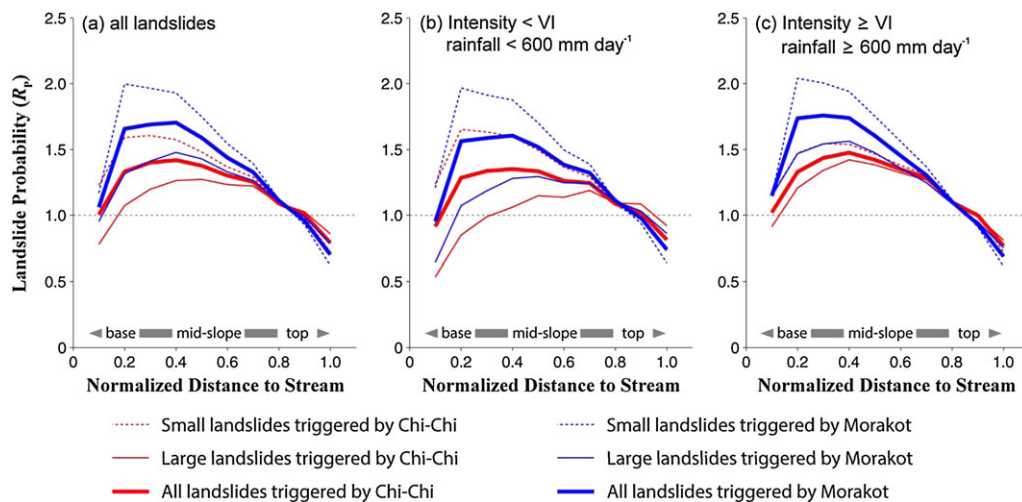 (a) all landslides
(b) Intensity < VI
rainfall < 600 mm day⁻¹
(c) Intensity ≥ VI
rainfall ≥ 600 mm day⁻¹
Landslide Probability (Rₚ)
2.5
2.0
1.5
1.0
0.5
0
2.5
2.0
1.5
1.0
0.5
0
2.5
2.0
1.5
1.0
0.5
0
base mid-slope top
base mid-slope top
base mid-slope top
0.0 0.2 0.4 0.6 0.8 1.0
0.0 0.2 0.4 0.6 0.8 1.0
0.0 0.2 0.4 0.6 0.8 1.0
Normalized Distance to Stream
Normalized Distance to Stream
Normalized Distance to Stream
Small landslides triggered by Chi-Chi
Large landslides triggered by Chi-Chi
All landslides triggered by Chi-Chi
Small landslides triggered by Morakot
Large landslides triggered by Morakot
All landslides triggered by Morakot